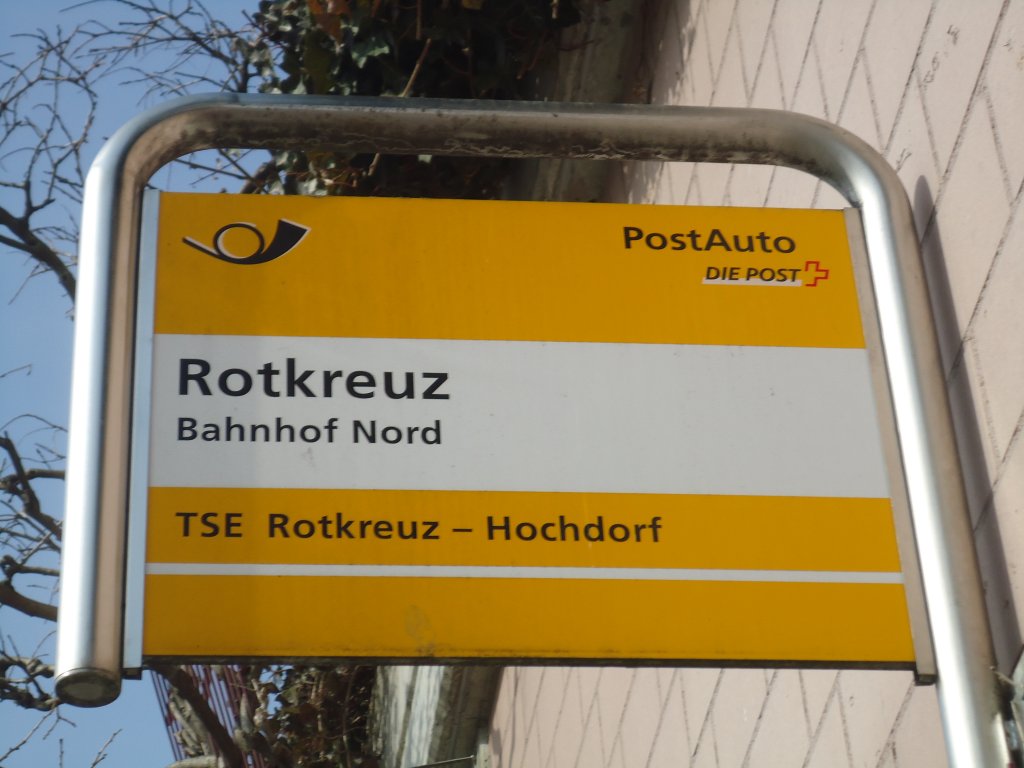 PostAuto
DIE POST
Rotkreuz
Bahnhof Nord
TSE Rotkreuz – Hochdorf